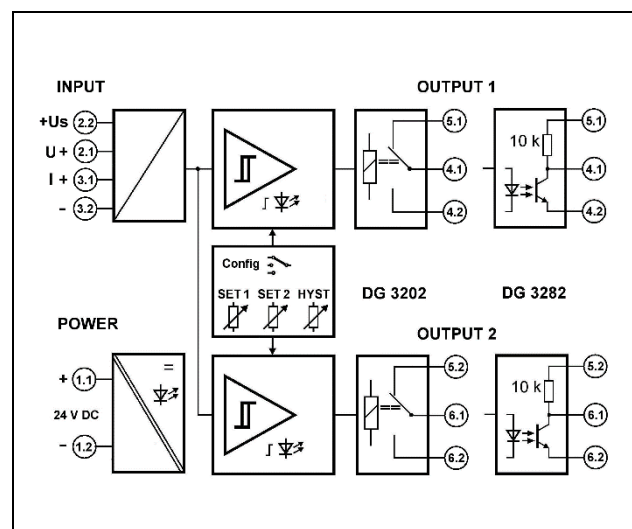 INPUT
OUTPUT 1
+Us 2.2
U+ 2.1
I+ 3.1
− 3.2
5.1
4.1
4.2
10 k
5.1
4.1
4.2
Config
SET 1 SET 2 HYST
DG 3202
DG 3282
POWER
OUTPUT 2
+ 1.1
24 V DC
− 1.2
=
5.2
6.1
6.2
10 k
5.2
6.1
6.2